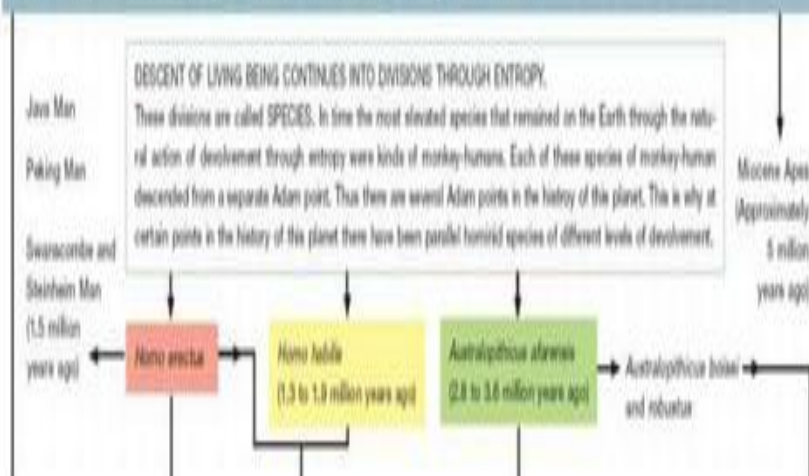 DESCENT OF LIVING BEING CONTINUES INTO DIVISIONS THROUGH ENTROPY.
These divisions are called SPECIES. In time the most elevated species that remained on the Earth through the natu-
ral action of devolvement through entropy were kinds of monkey-humans. Each of these species of monkey-human
descended from a separate Adam point. Thus there are several Adam points in the histroy of this planet. This is why at
certain points in the history of this planet there have been parallel hominid species of different levels of devolvement.
Java Man
Peking Man
Swanscombe and
Steinheim Man
(1.5 million
years ago)
Homo erectus
Homo habilis
(1.3 to 1.9 million years ago)
Australopithicus afarensis
(2.8 to 3.6 million years ago)
Australopithicus boisei
and robustus
Miocene Apes
(Approximately
5 million
years ago)